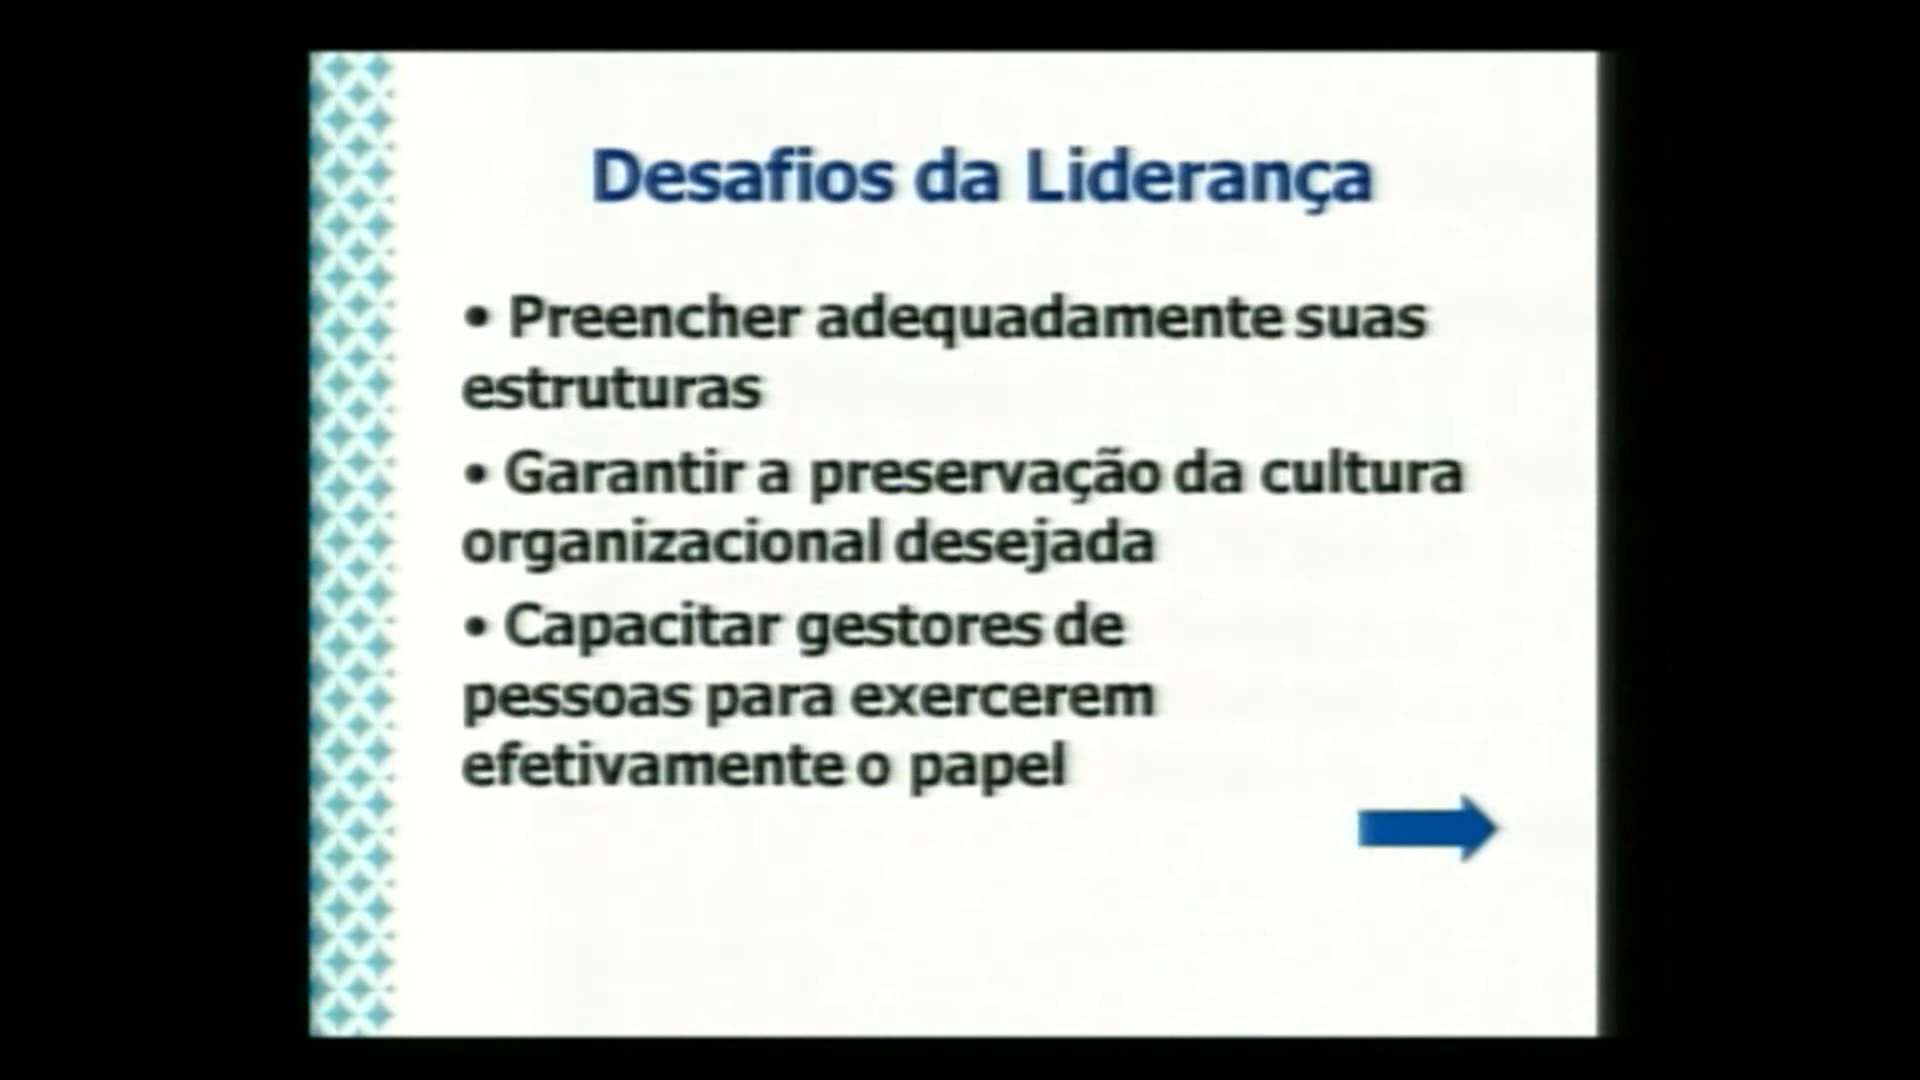 Desafios da Liderança
• Preencher adequadamente suas
estruturas
• Garantir a preservação da cultura
organizacional desejada
• Capacitar gestores de
pessoas para exercerem
efetivamente o papel